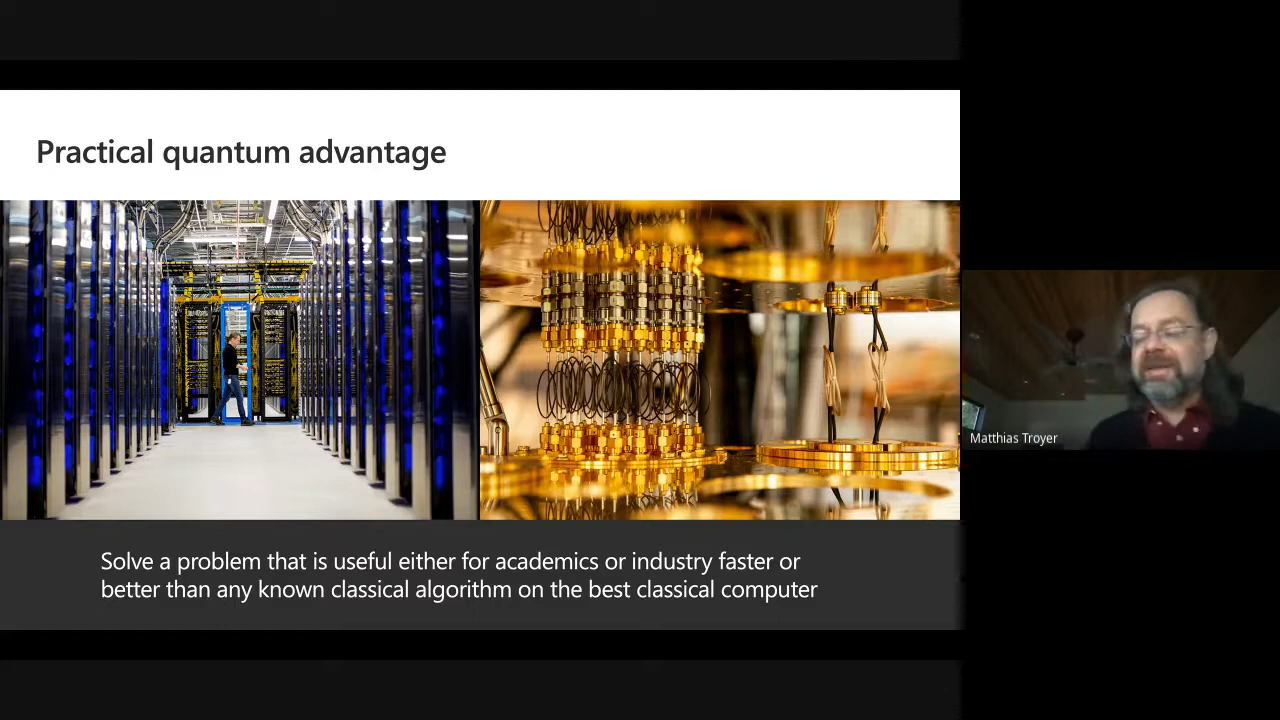 Practical quantum advantage
Matthias Troyer
Solve a problem that is useful either for academics or industry faster or
better than any known classical algorithm on the best classical computer